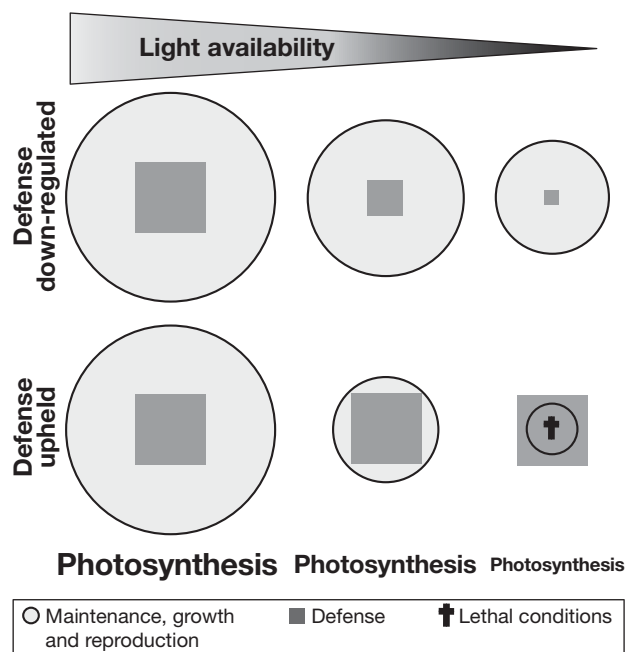 Light availability
Defense
down-regulated
Defense
upheld
Photosynthesis Photosynthesis Photosynthesis
Maintenance, growth
and reproduction
Defense
Lethal conditions